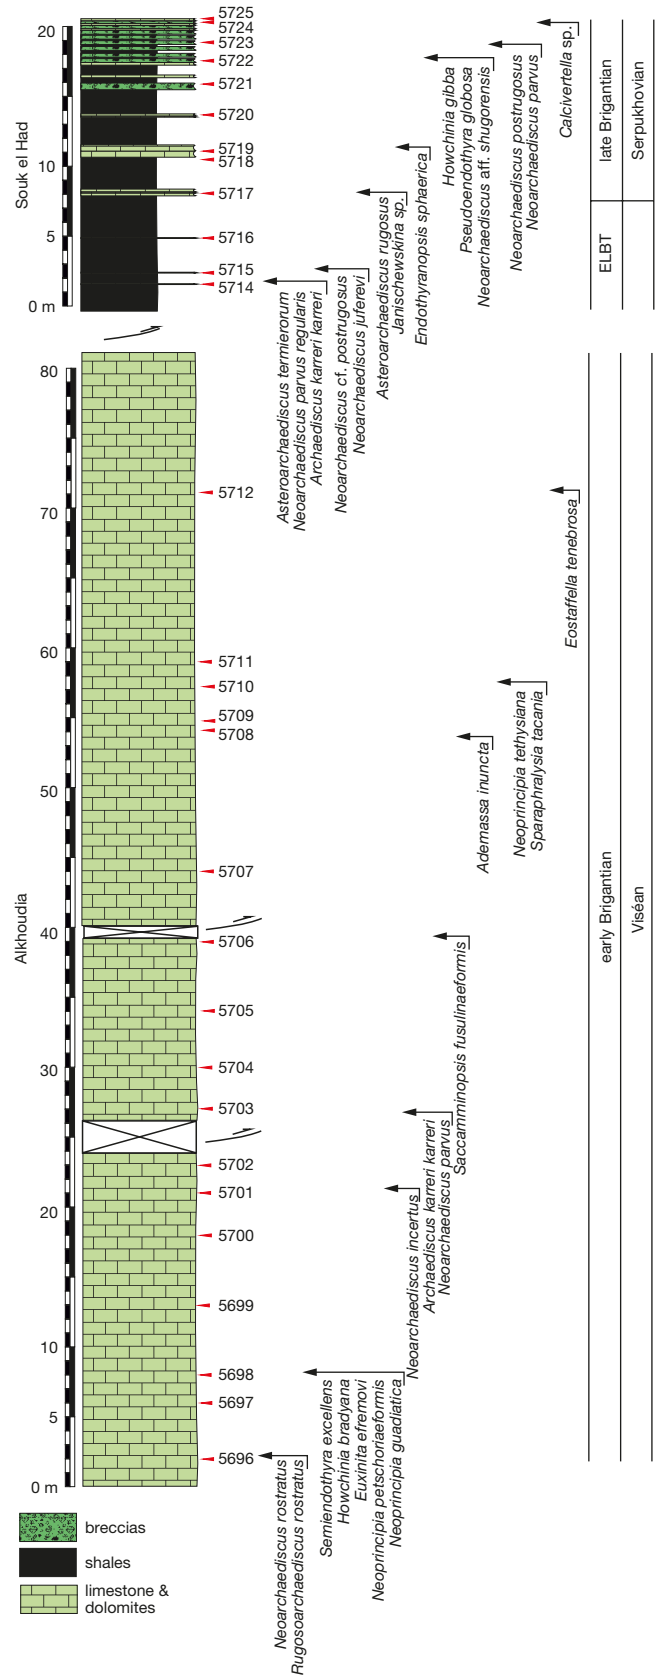 20
10
5
0 m
Souk el Had
5725
5724
5723
5722
5721
5720
5719
5718
5717
5716
5715
5714
Asteroarchaediscus termierorum
Neoarchaediscus parvus regularis
Archaediscus karreri karreri
Neoarchaediscus cf. postrugosus
Neoarchaediscus juferevi
Asteroarchaediscus rugosus
Janischewskina sp.
Endothyranopsis sphaerica
Howchinia gibba
Pseudoendothyra globosa
Neoarchaediscus aff. shugorensis
Neoarchaediscus postrugosus
Neoarchaediscus parvus
Calcivertella sp.
late Brigantian
ELBT
Serpukhovian
80
70
60
50
40
30
20
10
5
0 m
Alkhoudia
5712
5711
5710
5709
5708
5707
5706
5705
5704
5703
5702
5701
5700
5699
5698
5697
5696
Eostaffella tenebrosa
Neoprincipia tethysiana
Sparaphralysia tacania
Ademassa inuncta
Saccamminopsis fusulinaeformis
Archaediscus karreri karreri
Neoarchaediscus parvus
Neoarchaediscus incertus
Semiendothyra excellens
Howchinia bradyana
Euxinita efremovi
Neoprincipia petschoriaeformis
Neoprincipia guadiatica
Neoarchaediscus rostratus
Rugosoarchaediscus rostratus
early Brigantian
Viséan
breccias
shales
limestone &
dolomites